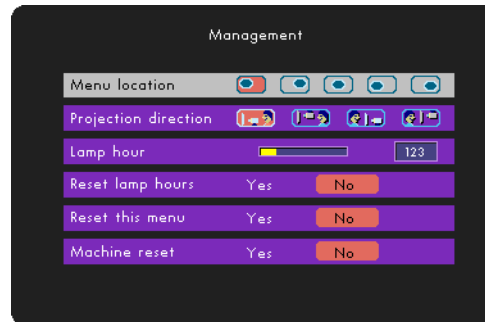 Management
Menu location
Projection direction
Lamp hour 123
Reset lamp hours Yes No
Reset this menu Yes No
Machine reset Yes No